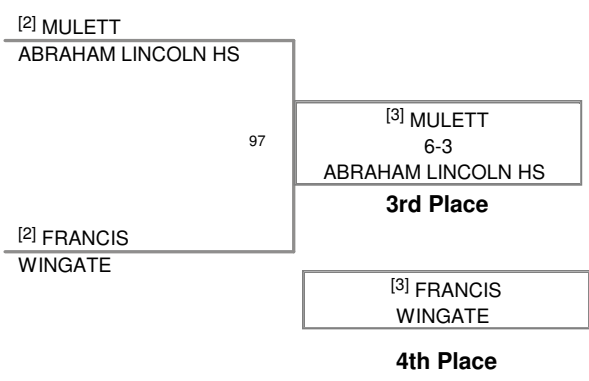 [2] MULETT
ABRAHAM LINCOLN HS
97
[3] MULETT
6-3
ABRAHAM LINCOLN HS
3rd Place
[2] FRANCIS
WINGATE
[3] FRANCIS
WINGATE
4th Place